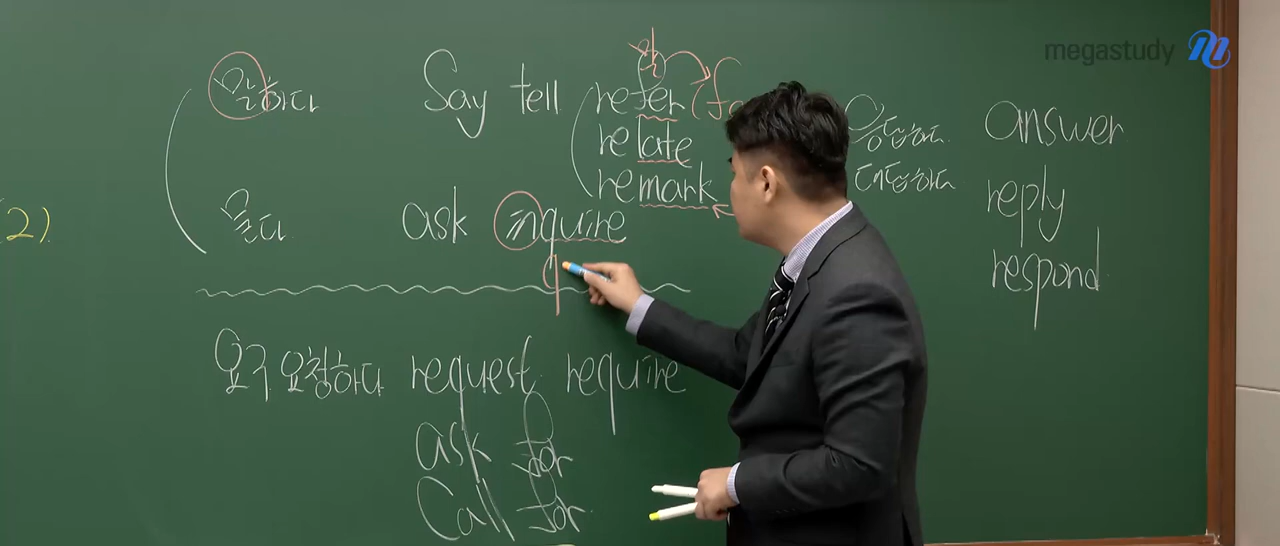 megastudy
말하다 Say tell refer
relate
remark
묻다 ask inquire
응답하다
대답하다
answer
reply
respond
2)
요구 요청하다 request require
ask for
call for